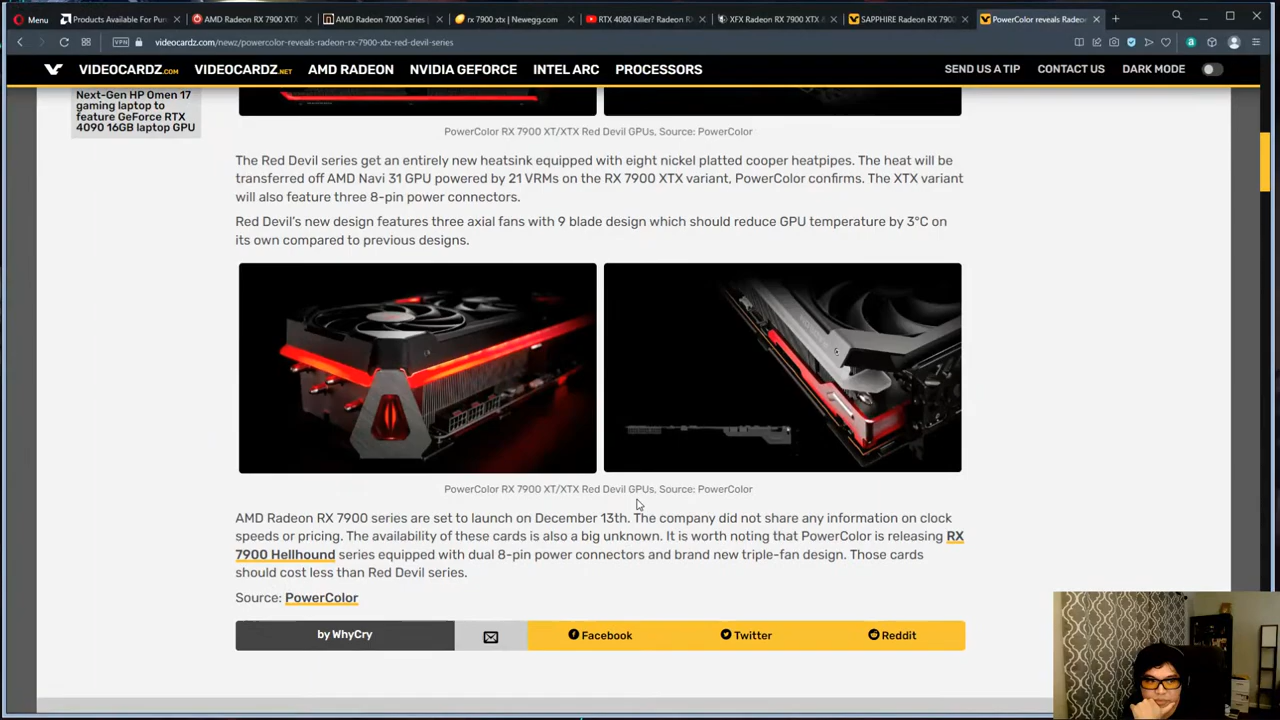 Menu
Products Available For Pur
AMD Radeon RX 7900 XTX
AMD Radeon 7000 Series |
rx 7900 xtx | Newegg.com
RTX 4080 Killer? Radeon RX
XFX Radeon RX 7900 XTX A
SAPPHIRE Radeon RX 7900
PowerColor reveals Radeon
VPN
videocardz.com/newz/powercolor-reveals-radeon-rx-7900-xtx-red-devil-series
VIDEOCARDZ.COM
VIDEOCARDZ.NET
AMD RADEON
NVIDIA GEFORCE
INTEL ARC
PROCESSORS
SEND US A TIP
CONTACT US
DARK MODE
Next-Gen HP Omen 17
gaming laptop to
feature GeForce RTX
4090 16GB laptop GPU
PowerColor RX 7900 XT/XTX Red Devil GPUs, Source: PowerColor
The Red Devil series get an entirely new heatsink equipped with eight nickel platted cooper heatpipes. The heat will be
transferred off AMD Navi 31 GPU powered by 21 VRMs on the RX 7900 XTX variant, PowerColor confirms. The XTX variant
will also feature three 8-pin power connectors.
Red Devil's new design features three axial fans with 9 blade design which should reduce GPU temperature by 3°C on
its own compared to previous designs.
PowerColor RX 7900 XT/XTX Red Devil GPUs, Source: PowerColor
AMD Radeon RX 7900 series are set to launch on December 13th. The company did not share any information on clock
speeds or pricing. The availability of these cards is also a big unknown. It is worth noting that PowerColor is releasing RX
7900 Hellhound series equipped with dual 8-pin power connectors and brand new triple-fan design. Those cards
should cost less than Red Devil series.
Source: PowerColor
by WhyCry
Facebook
Twitter
Reddit